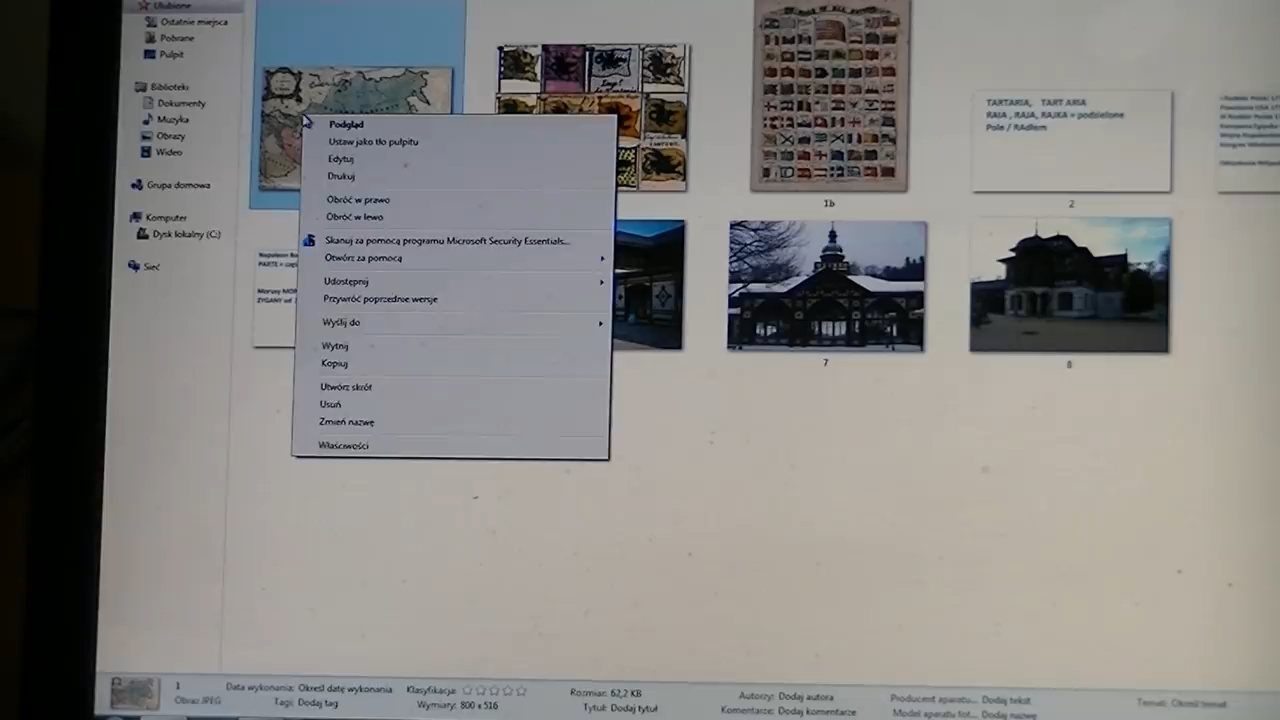 Ulubione
Ostatnie miejsca
Pobrane
Pulpit
Biblioteki
Dokumenty
Muzyka
Obrazy
Wideo
Grupa domowa
Komputer
Dysk lokalny (C:)
Sieć
Podgląd
Ustaw jako tło pulpitu
Edytuj
Drukuj
Obróć w prawo
Obróć w lewo
Skanuj za pomocą programu Microsoft Security Essentials...
Otwórz za pomocą
Udostępnij
Przywróć poprzednie wersje
Wyślij do
Wytnij
Kopiuj
Utwórz skrót
Usuń
Zmień nazwę
Właściwości
1b
TARTARIA, TART ARIA
RAIA , RAJA, RAJKA = podzielone
Pole / RAdłem
2
7
8
1
Obraz JPEG
Data wykonania: Określ datę wykonania
Tagi: Dodaj tag
Klasyfikacja:
Wymiary: 800 x 516
Rozmiar: 62,2 KB
Tytuł: Dodaj tytuł
Autorzy: Dodaj autora
Komentarze: Dodaj komentarze
Producent aparatu... Dodaj tekst
Model aparatu fot... Dodaj nazwę
Temat: Określ temat